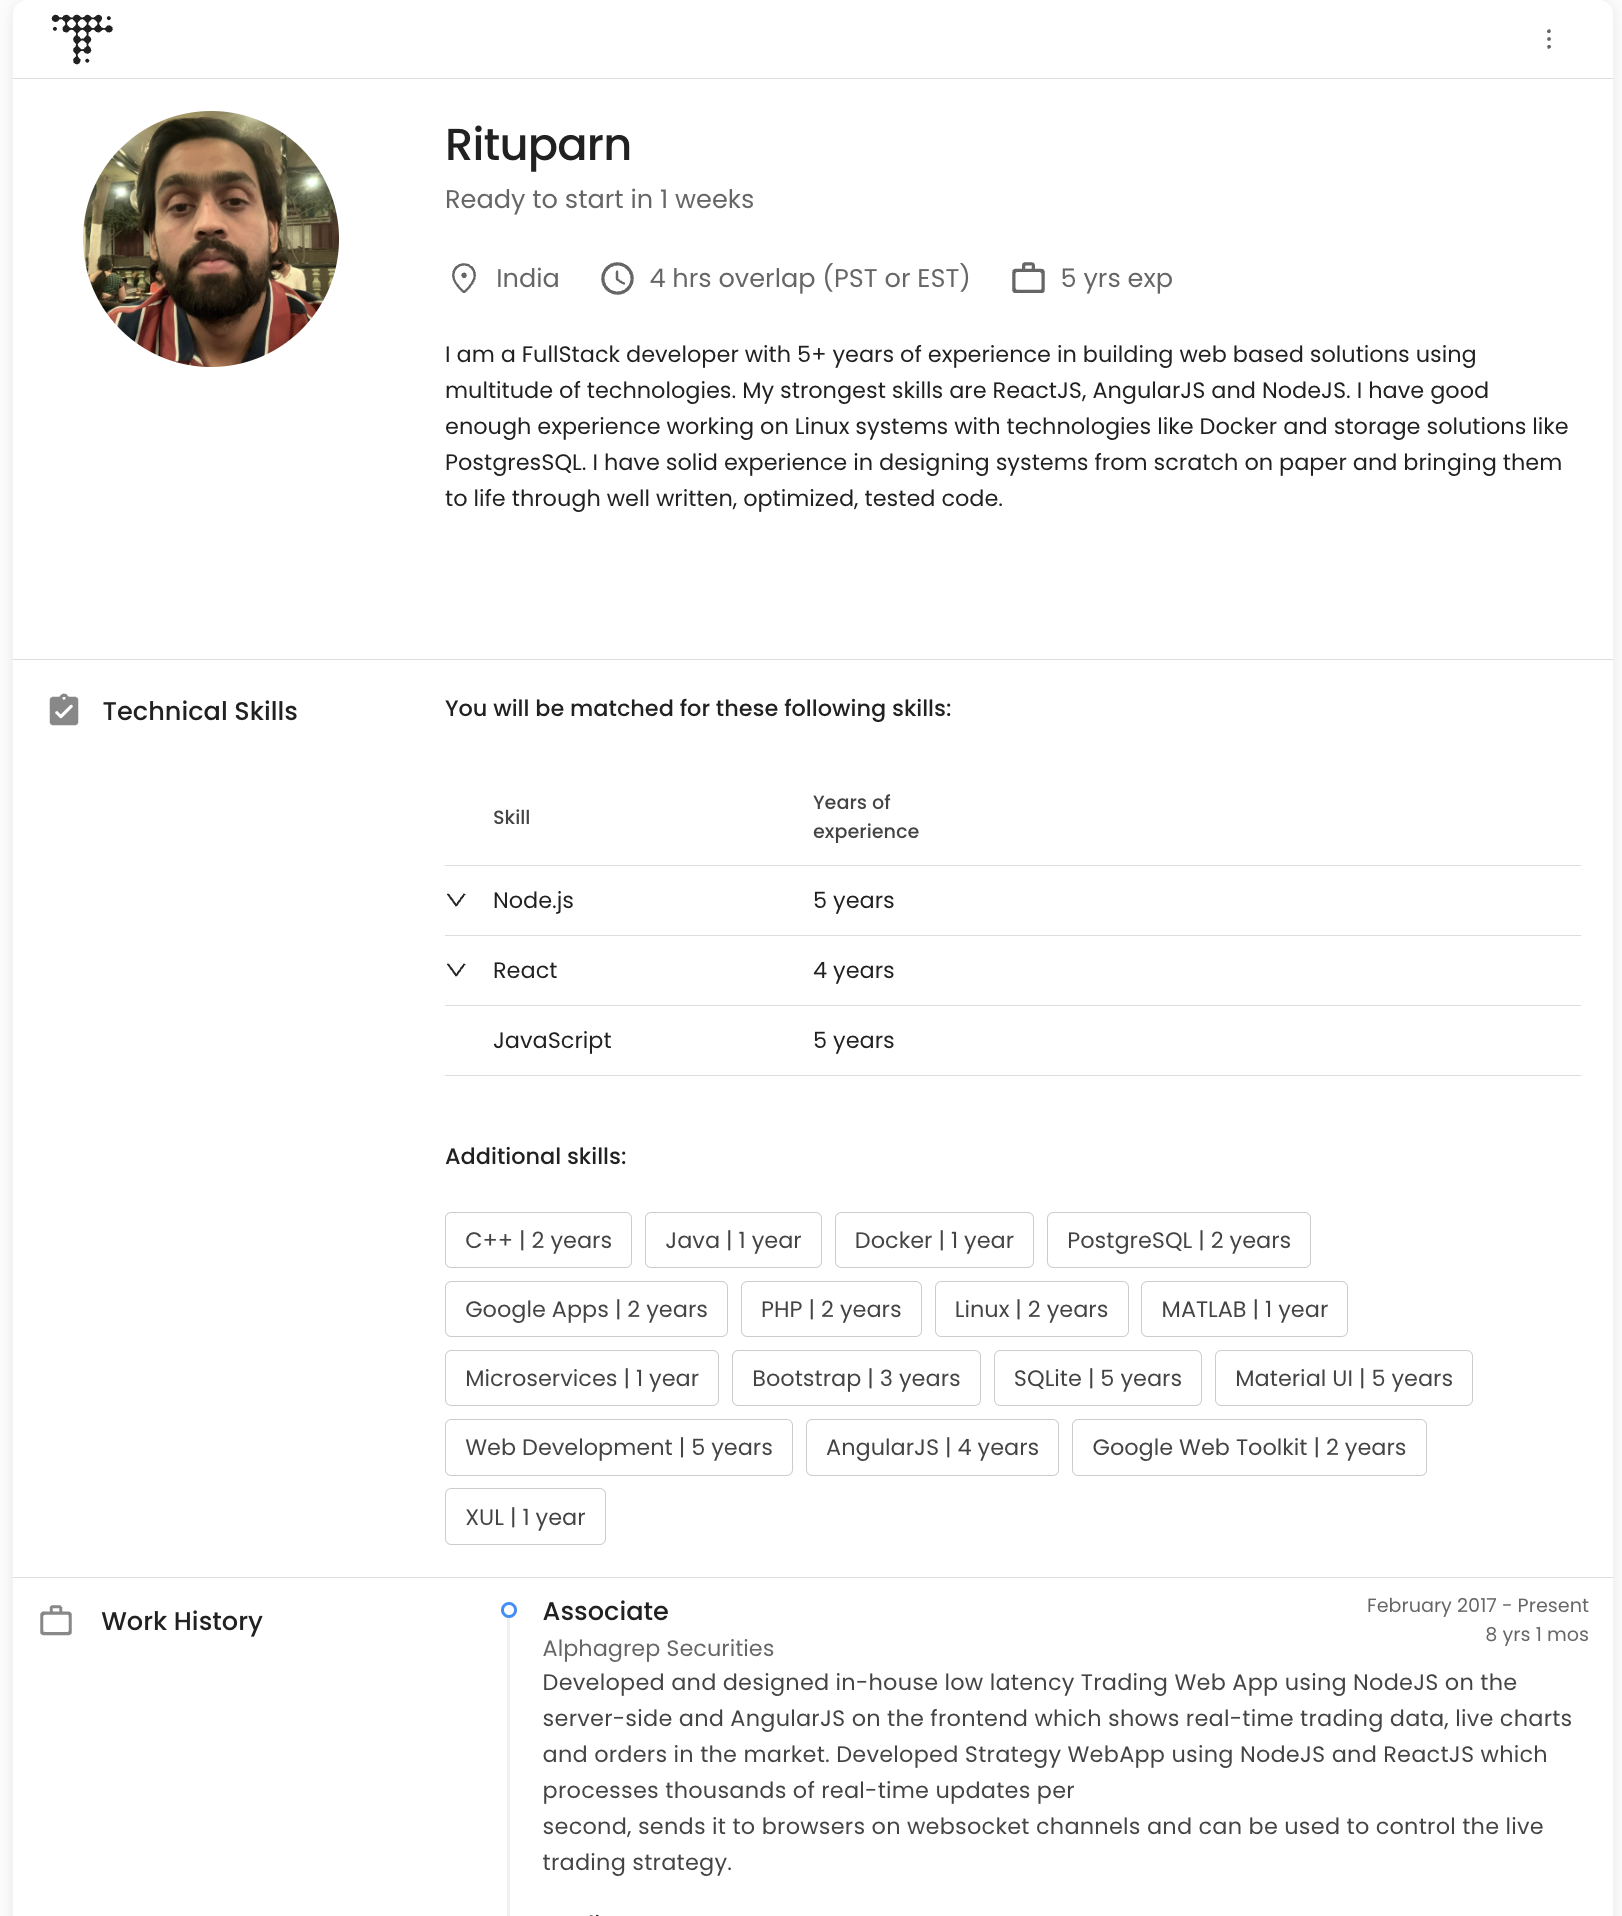 Rituparn
Ready to start in 1 weeks
India
4 hrs overlap (PST or EST)
5 yrs exp
I am a FullStack developer with 5+ years of experience in building web based solutions using
multitude of technologies. My strongest skills are ReactJS, AngularJS and NodeJS. I have good
enough experience working on Linux systems with technologies like Docker and storage solutions like
PostgresSQL. I have solid experience in designing systems from scratch on paper and bringing them
to life through well written, optimized, tested code.
Technical Skills
You will be matched for these following skills:
Skill
Years of
experience
Node.js 5 years
React 4 years
JavaScript 5 years
Additional skills:
C++ | 2 years Java | 1 year Docker | 1 year PostgreSQL | 2 years
Google Apps | 2 years PHP | 2 years Linux | 2 years MATLAB | 1 year
Microservices | 1 year Bootstrap | 3 years SQLite | 5 years Material UI | 5 years
Web Development | 5 years AngularJS | 4 years Google Web Toolkit | 2 years
XUL | 1 year
Work History
Associate
February 2017 - Present
8 yrs 1 mos
Alphagrep Securities
Developed and designed in-house low latency Trading Web App using NodeJS on the
server-side and AngularJS on the frontend which shows real-time trading data, live charts
and orders in the market. Developed Strategy WebApp using NodeJS and ReactJS which
processes thousands of real-time updates per
second, sends it to browsers on websocket channels and can be used to control the live
trading strategy.